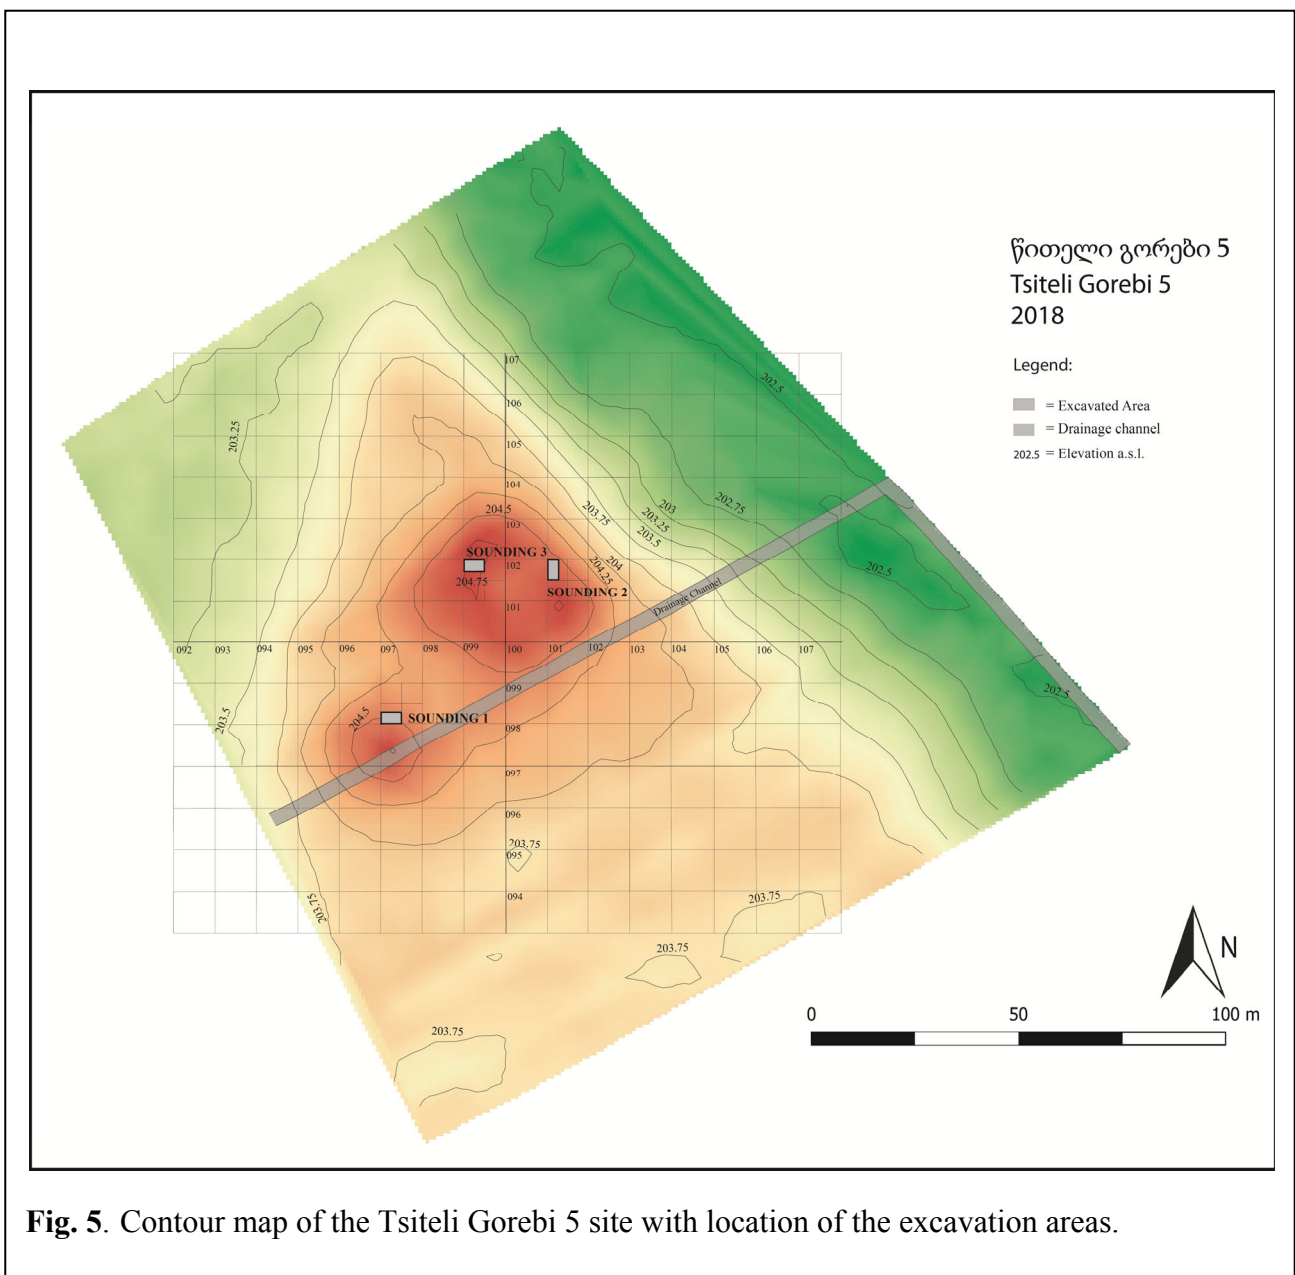 წითელი გორები 5
Tsiteli Gorebi 5
2018
Legend:
= Excavated Area
= Drainage channel
202.5 = Elevation a.s.l.
202.5
107
106
203.25
105
104
204.5
103
203.75
203
203.25
203.5
202.75
SOUNDING 3
102
204.75
204
204.25
202.5
SOUNDING 2
101
Drainage Channel
092 093 094 095 096 097 098 099 100 101 102 103 104 105 106 107
099
202.5
204.5
SOUNDING 1
203.5
098
097
096
203.75
095
094
203.75
203.75
203.75
203.75
N
0 50 100 m
Fig. 5. Contour map of the Tsiteli Gorebi 5 site with location of the excavation areas.